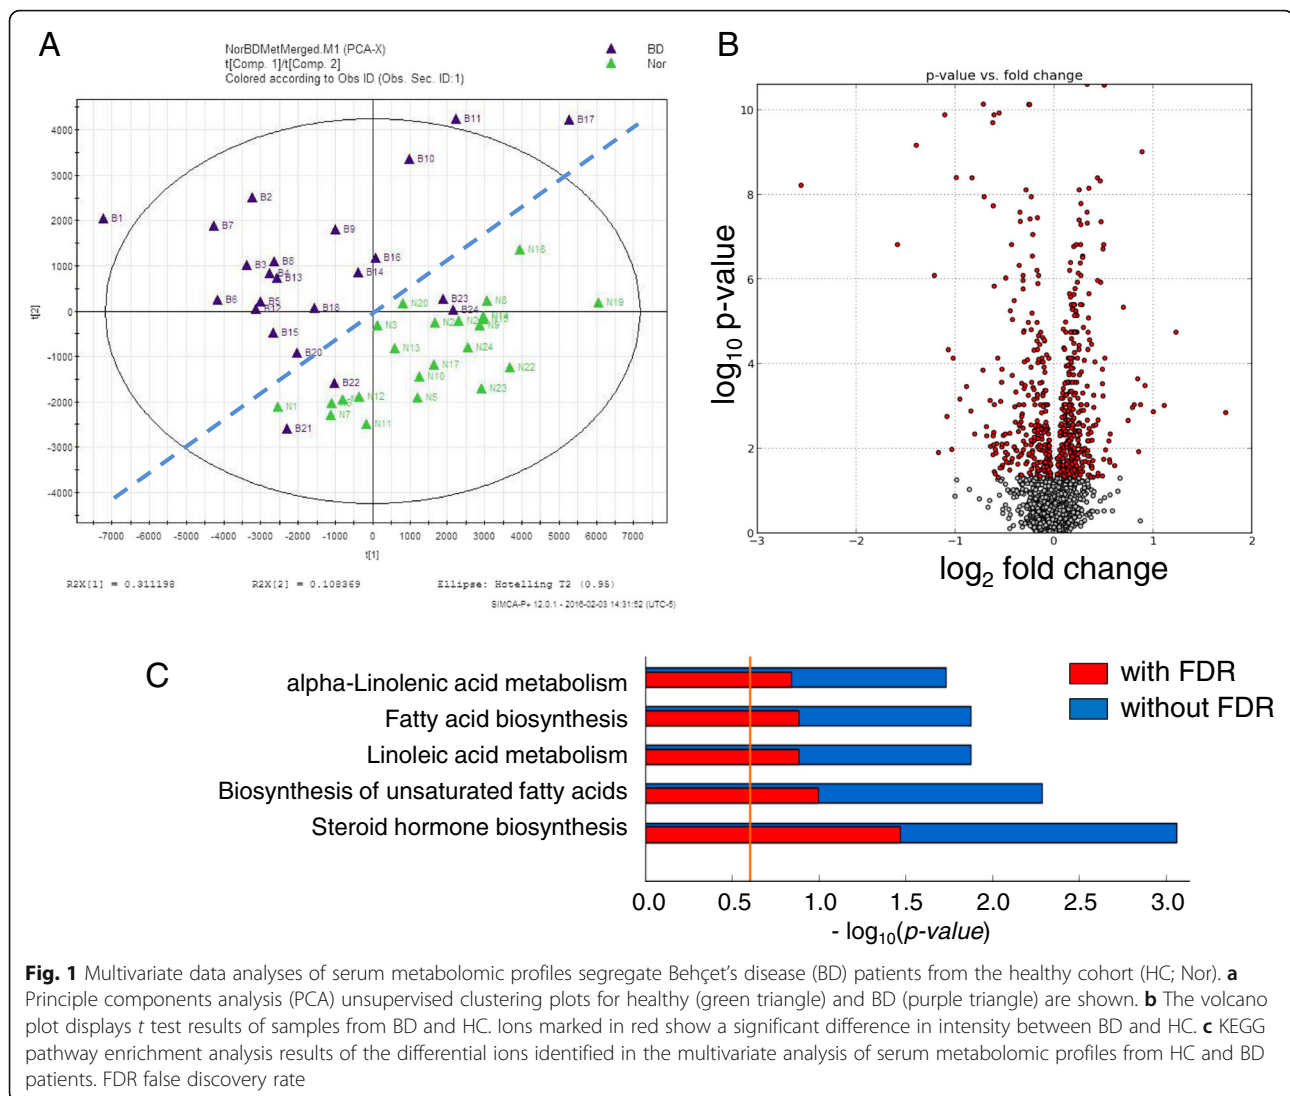 A
NorBDMetMerged.M1 (PCA-X)
t[Comp. 1]/t[Comp. 2]
Colored according to Obs ID (Obs. Sec. ID:1)
BD
Nor
4000
3000
2000
1000
0
-1000
-2000
-3000
-4000
t[2]
B11
B17
B10
B2
B1
B7
B9
B16
N18
B3
B8
B4
B13
B14
B6
B5
B12
B18
B23
B24
N20
N8
N19
N3
N14
N15
N9
B15
B20
N13
N24
N17
N22
N10
B22
N23
N5
N12
N1
N7
N11
B21
-7000 -6000 -5000 -4000 -3000 -2000 -1000 0 1000 2000 3000 4000 5000 6000 7000
t[1]
R2X[1] = 0.311198 R2X[2] = 0.108369 Ellipse: Hotelling T2 (0.95)
SIMCA-P+ 12.0.1 - 2016-02-03 14:31:52 (UTC-5)
B
p-value vs. fold change
10
8
6
4
2
0
log10 p-value
−3 −2 −1 0 1 2
log2 fold change
C
with FDR
without FDR
alpha-Linolenic acid metabolism
Fatty acid biosynthesis
Linoleic acid metabolism
Biosynthesis of unsaturated fatty acids
Steroid hormone biosynthesis
0.0 0.5 1.0 1.5 2.0 2.5 3.0
- log10(p-value)
Fig. 1 Multivariate data analyses of serum metabolomic profiles segregate Behçet's disease (BD) patients from the healthy cohort (HC; Nor). a
Principle components analysis (PCA) unsupervised clustering plots for healthy (green triangle) and BD (purple triangle) are shown. b The volcano
plot displays t test results of samples from BD and HC. Ions marked in red show a significant difference in intensity between BD and HC. c KEGG
pathway enrichment analysis results of the differential ions identified in the multivariate analysis of serum metabolomic profiles from HC and BD
patients. FDR false discovery rate